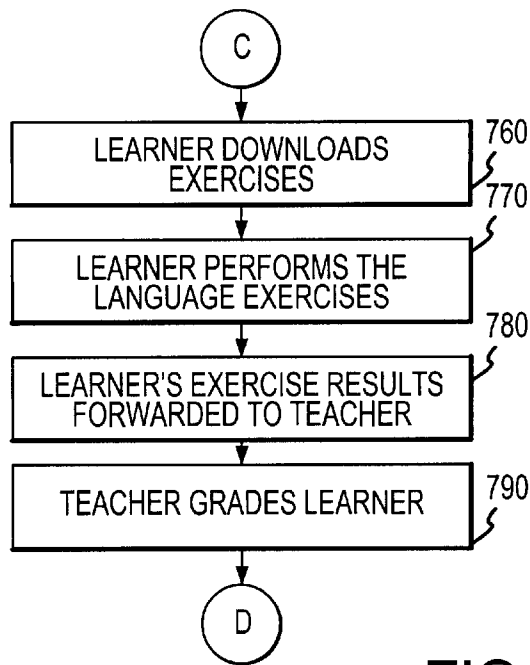 C
760
LEARNER DOWNLOADS
EXERCISES
770
LEARNER PERFORMS THE
LANGUAGE EXERCISES
780
LEARNER'S EXERCISE RESULTS
FORWARDED TO TEACHER
790
TEACHER GRADES LEARNER
D